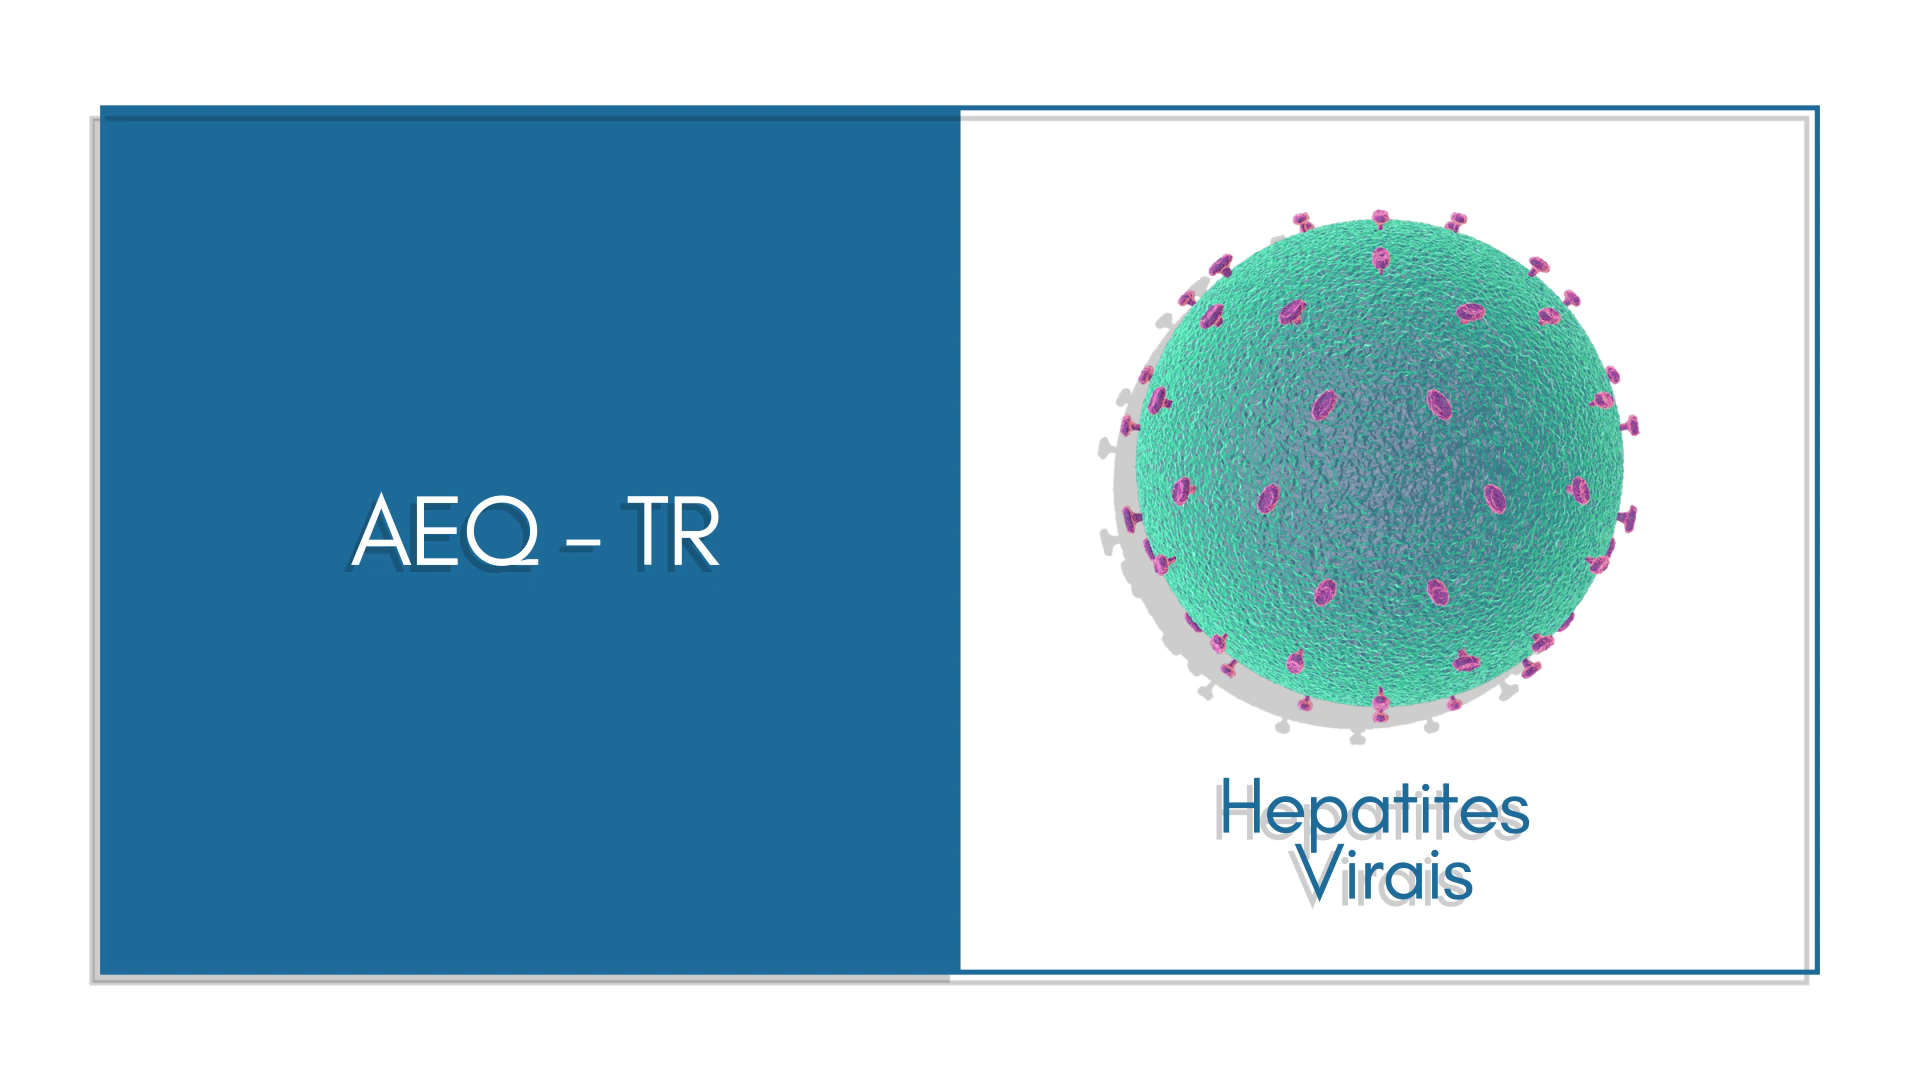 AEQ – TR
Hepatites
Virais